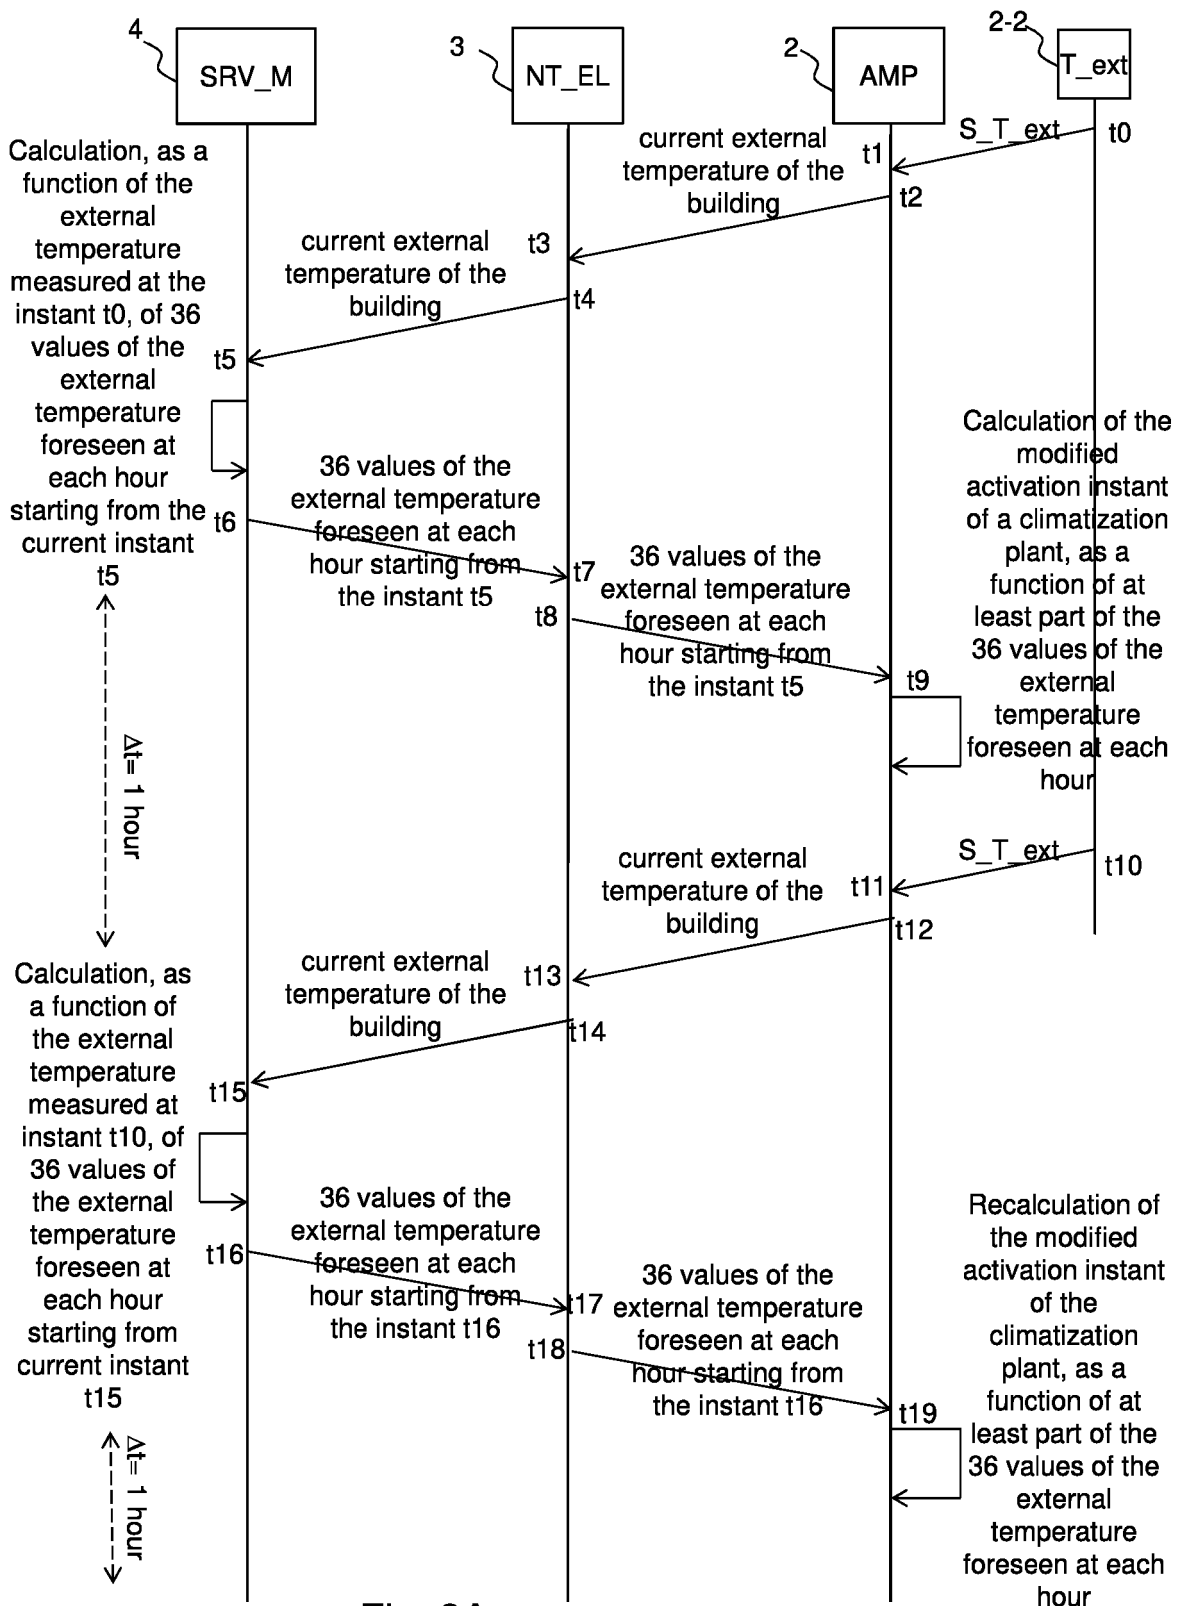 4
SRV_M
3
NT_EL
2
AMP
2-2
T_ext
S_T_ext
t0
t1
current external
temperature of the
building
t2
t3
current external
temperature of the
building
t4
t5
Calculation, as a
function of the
external
temperature
measured at the
instant t0, of 36
values of the
external
temperature
foreseen at
each hour
starting from the
current instant
t5
t6
36 values of the
external temperature
foreseen at each
hour starting from
the instant t5
t7
t8
36 values of the
external temperature
foreseen at each
hour starting from
the instant t5
t9
Calculation of the
modified
activation instant
of a climatization
plant, as a
function of at
least part of the
36 values of the
external
temperature
foreseen at each
hour
Δt= 1 hour
S_T_ext
t10
t11
current external
temperature of the
building
t12
t13
current external
temperature of the
building
t14
t15
Calculation, as
a function of
the external
temperature
measured at
instant t10, of
36 values of
the external
temperature
foreseen at
each hour
starting from
current instant
t15
t16
36 values of the
external temperature
foreseen at each
hour starting from
the instant t16
t17
t18
36 values of the
external temperature
foreseen at each
hour starting from
the instant t16
t19
Recalculation of
the modified
activation instant
of the
climatization
plant, as a
function of at
least part of the
36 values of the
external
temperature
foreseen at each
hour
Δt= 1 hour